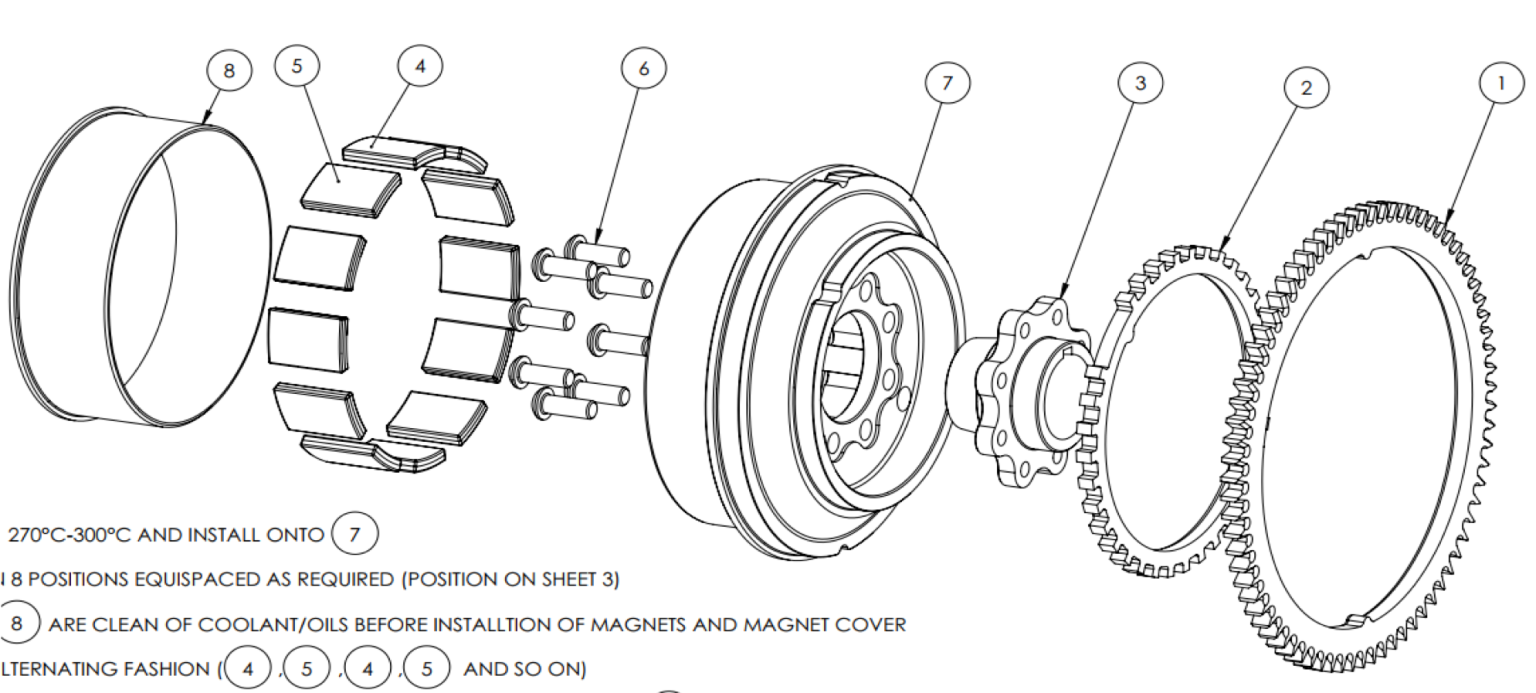 8 5 4 6 7 3 2 1
270°C-300°C AND INSTALL ONTO 7
8 POSITIONS EQUISPACED AS REQUIRED (POSITION ON SHEET 3)
8 ARE CLEAN OF COOLANT/OILS BEFORE INSTALLTION OF MAGNETS AND MAGNET COVER
LTERNATING FASHION (4 ,5 ,4 ,5 AND SO ON)